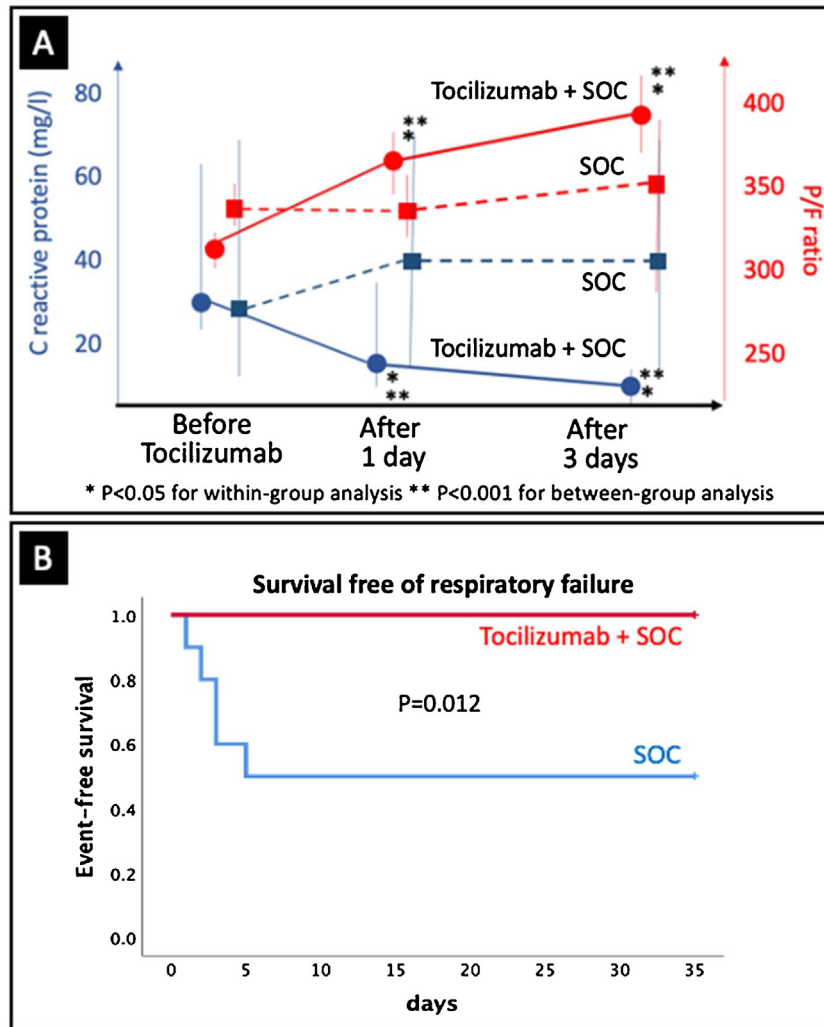 A
C reactive protein (mg/l)
80
60
40
20
Tocilizumab + SOC
**
*
**
*
SOC
SOC
Tocilizumab + SOC
*
**
**
*
400
350
300
250
P/F ratio
Before
Tocilizumab
After
1 day
After
3 days
* P<0.05 for within-group analysis ** P<0.001 for between-group analysis
B
Survival free of respiratory failure
Event-free survival
1.0
0.8
0.6
0.4
0.2
0.0
Tocilizumab + SOC
P=0.012
SOC
0 5 10 15 20 25 30 35
days